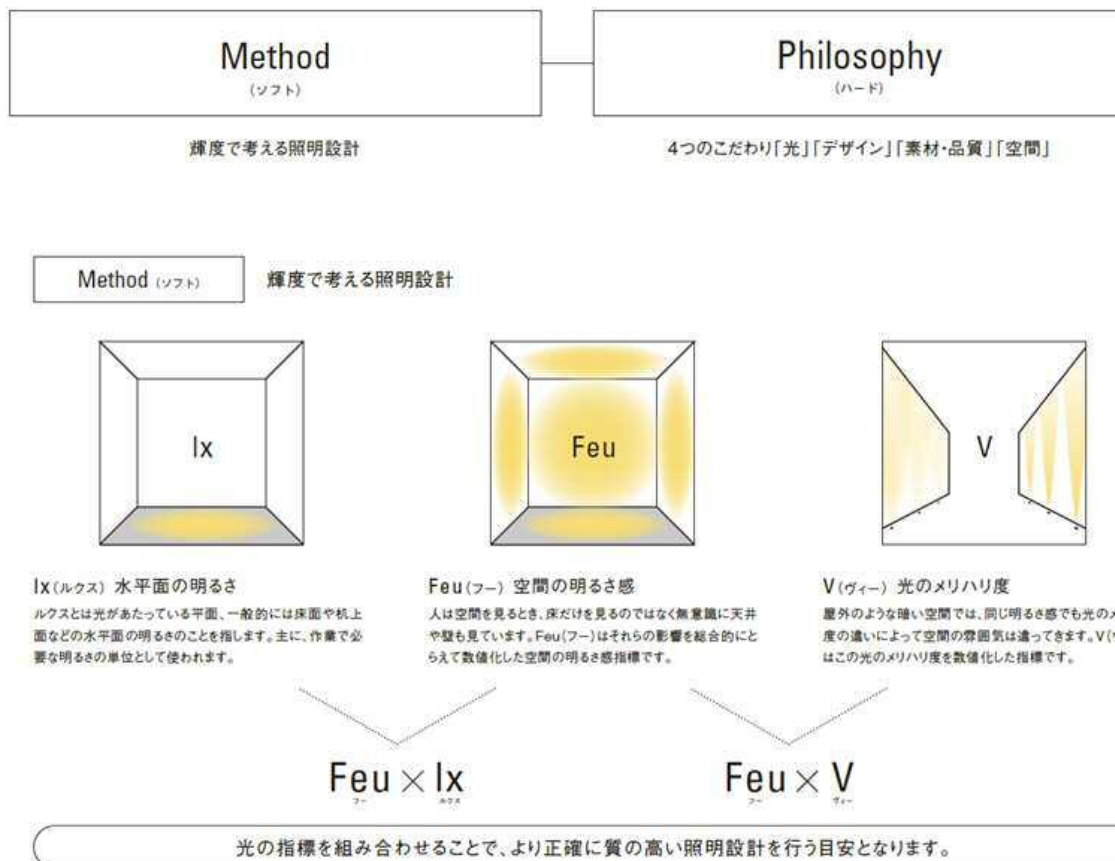 Method
(ソフト)
Philosophy
(ハード)
輝度で考える照明設計
4つのこだわり「光」「デザイン」「素材・品質」「空間」
Method (ソフト)
輝度で考える照明設計
lx
Feu
V
lx(ルクス) 水平面の明るさ
ルクスとは光があたっている平面、一般的には床面や机上
面などの水平面の明るさのことを指します。主に、作業で必
要な明るさの単位として使われます。
Feu(フー) 空間の明るさ感
人は空間を見るとき、床だけを見るのではなく無意識に天井
や壁も見ています。Feu(フー)はそれらの影響を総合的にと
らえて数値化した空間の明るさ感指標です。
V(ヴィー) 光のメリハリ度
屋外のような暗い空間では、同じ明るさ感でも光のメ
度の違いによって空間の雰囲気は違ってきます。V(
はこの光のメリハリ度を数値化した指標です。
Feu × lx
フー ルクス
Feu × V
フー ヴィー
光の指標を組み合わせることで、より正確に質の高い照明設計を行う目安となります。